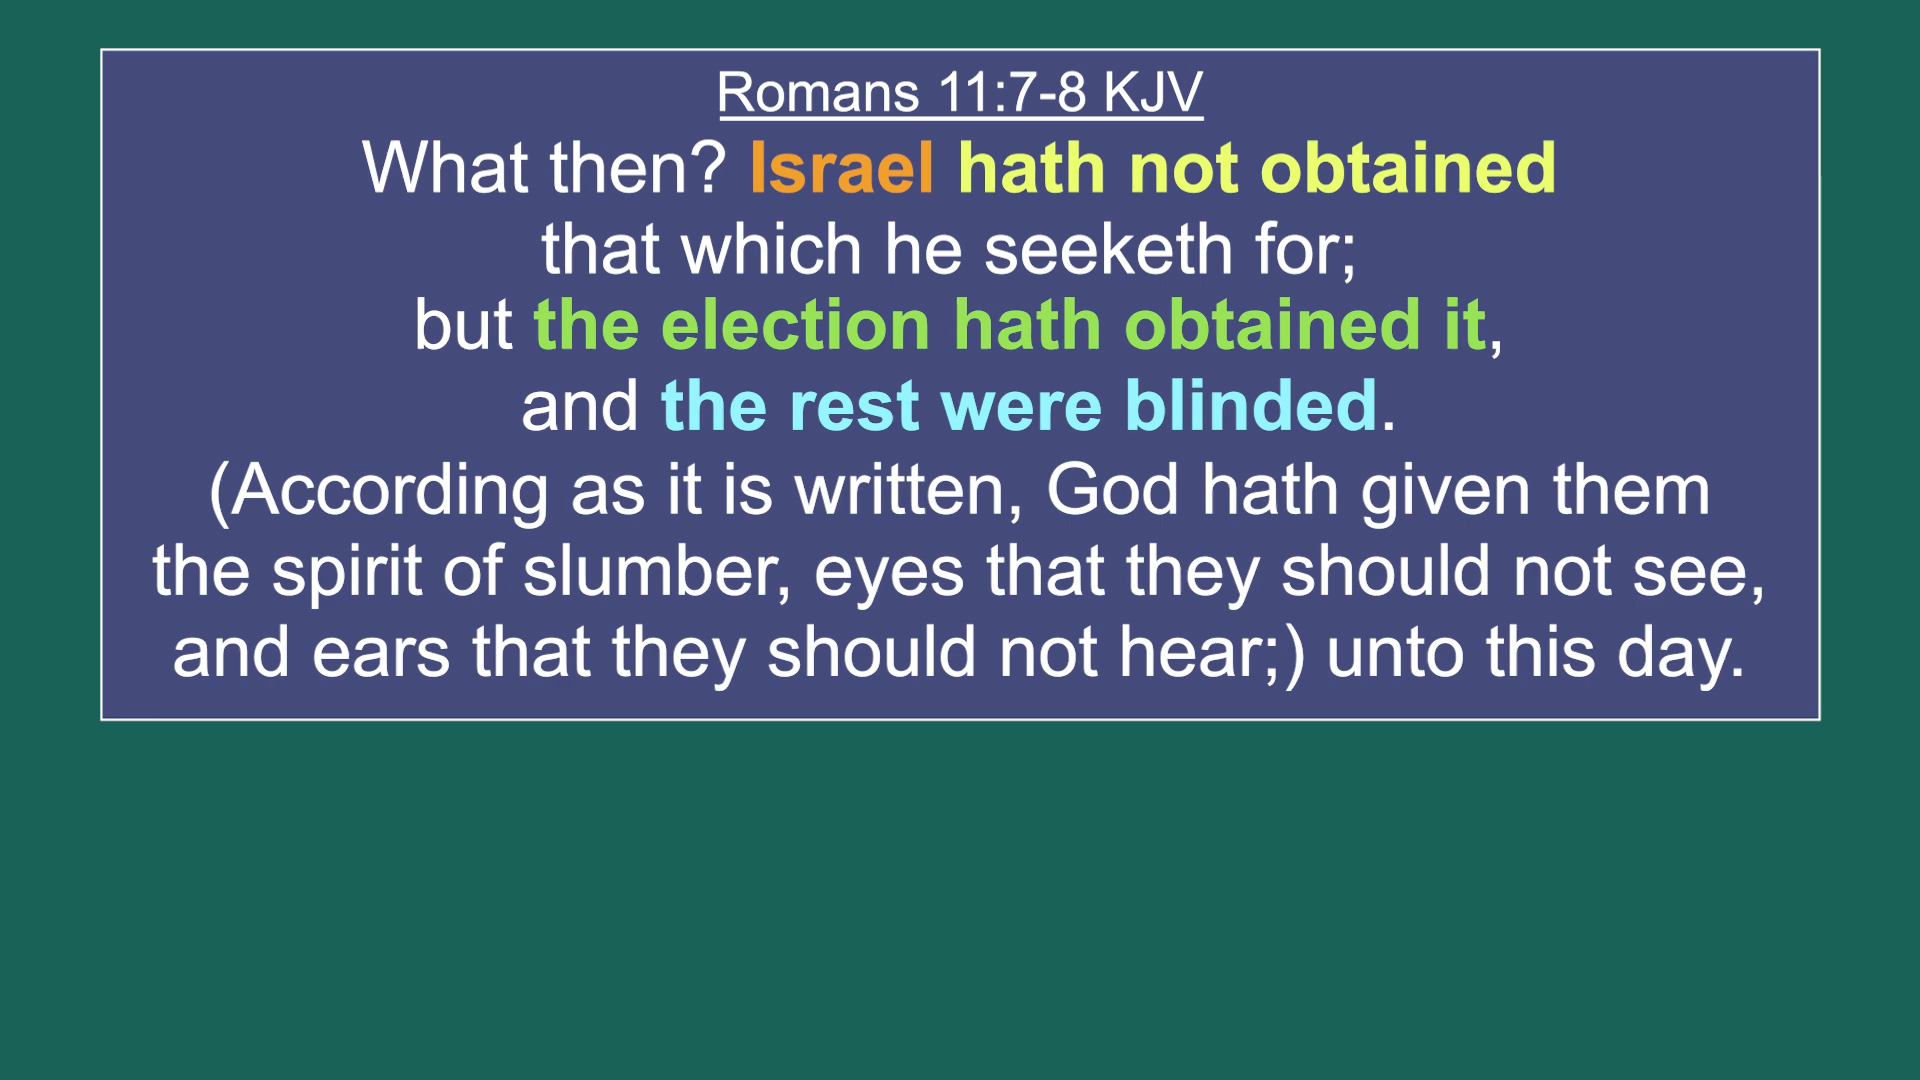 Romans 11:7-8 KJV
What then? Israel hath not obtained
that which he seeketh for;
but the election hath obtained it,
and the rest were blinded.
(According as it is written, God hath given them
the spirit of slumber, eyes that they should not see,
and ears that they should not hear;) unto this day.